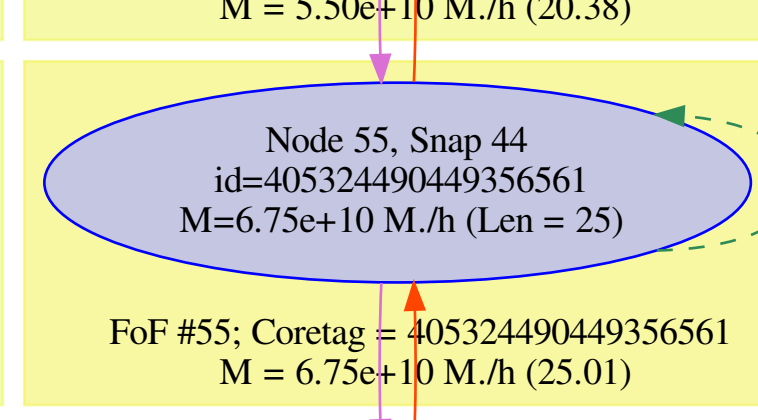 M = 5.50e+10 M./h (20.38)
Node 55, Snap 44
id=405324490449356561
M=6.75e+10 M./h (Len = 25)
FoF #55; Coretag = 405324490449356561
M = 6.75e+10 M./h (25.01)